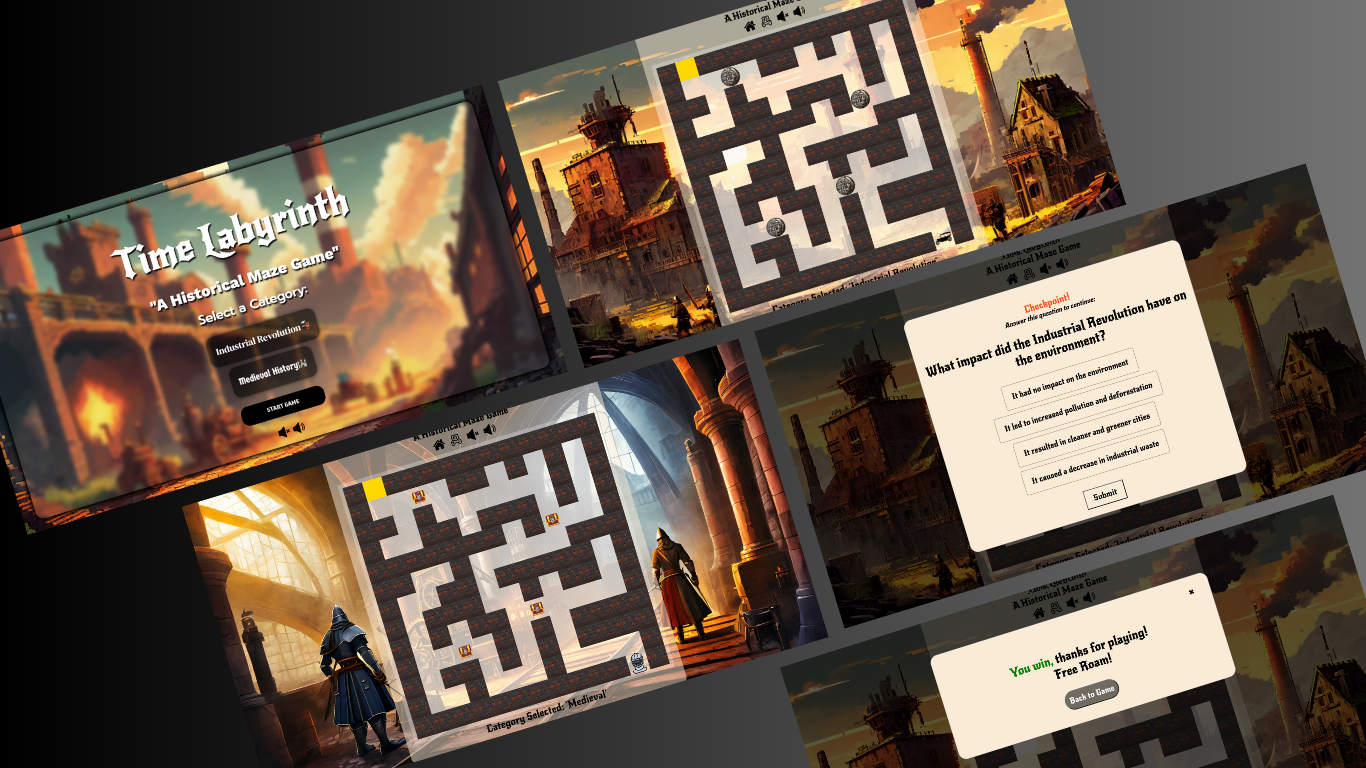 Time Labyrinth
"A Historical Maze Game"
Select a Category:
Industrial Revolution
Medieval History
START GAME
A Historical Maze
Category Selected: 'Industrial Revolution'
A Historical Maze Game
Category Selected: 'Medieval'
A Historical Maze Game
Checkpoint!
Answer this question to continue:
What impact did the Industrial Revolution have on
the environment?
It had no impact on the environment
It led to increased pollution and deforestation
It resulted in cleaner and greener cities
It caused a decrease in industrial waste
Submit
Category Selected: 'Industrial Revolution'
A Historical Maze Game
You win, thanks for playing!
Free Roam!
Back to Game